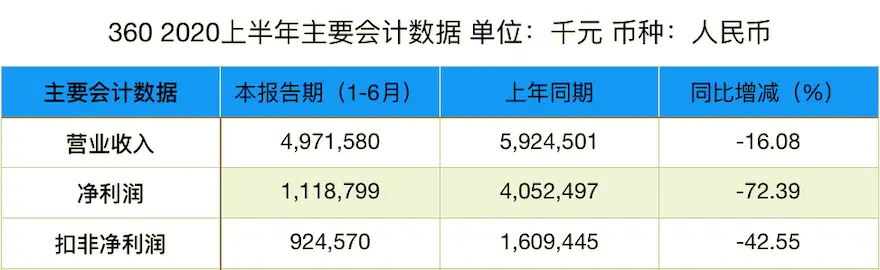 360 2020上半年主要会计数据 单位：千元 币种：人民币
主要会计数据 本报告期（1-6月） 上年同期 同比增减（%）
营业收入 4,971,580 5,924,501 -16.08
净利润 1,118,799 4,052,497 -72.39
扣非净利润 924,570 1,609,445 -42.55